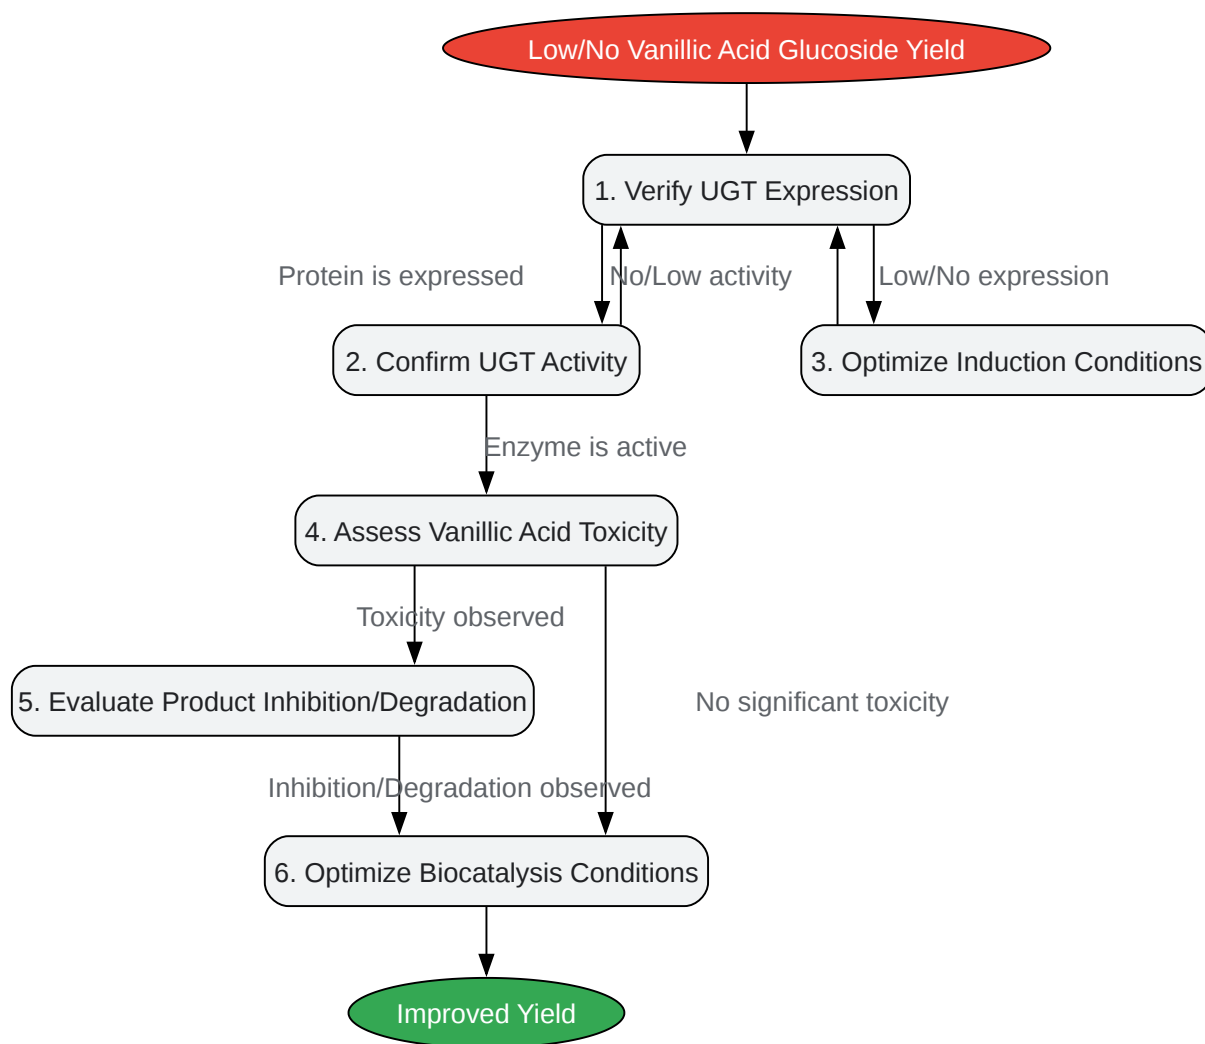 Low/No Vanillic Acid Glucoside Yield
1. Verify UGT Expression
Protein is expressed
No/Low activity
Low/No expression
2. Confirm UGT Activity
3. Optimize Induction Conditions
Enzyme is active
4. Assess Vanillic Acid Toxicity
Toxicity observed
5. Evaluate Product Inhibition/Degradation
No significant toxicity
Inhibition/Degradation observed
6. Optimize Biocatalysis Conditions
Improved Yield